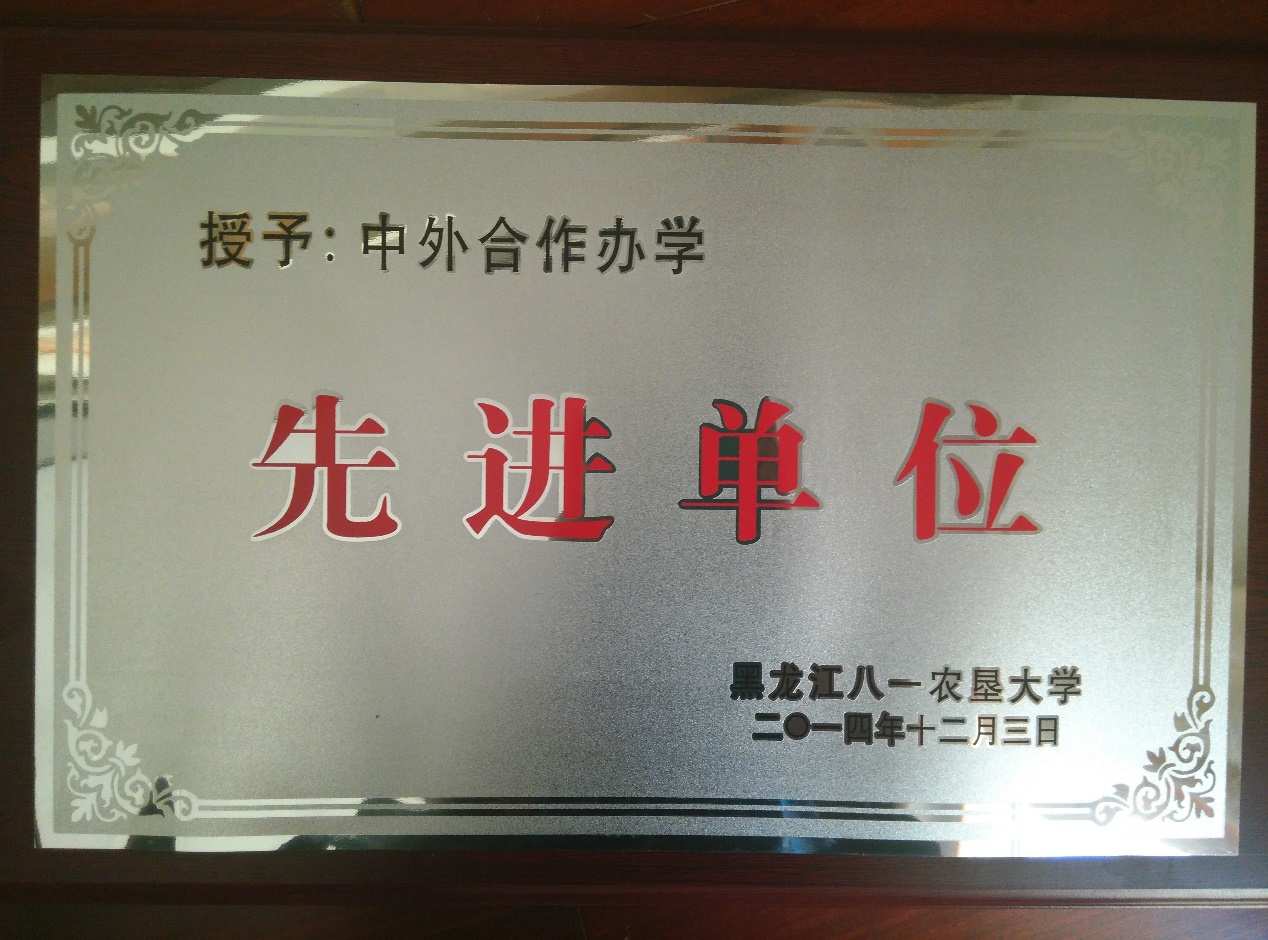 授予：中外合作办学
先进单位
黑龙江八一农垦大学
二〇一四年十二月三日